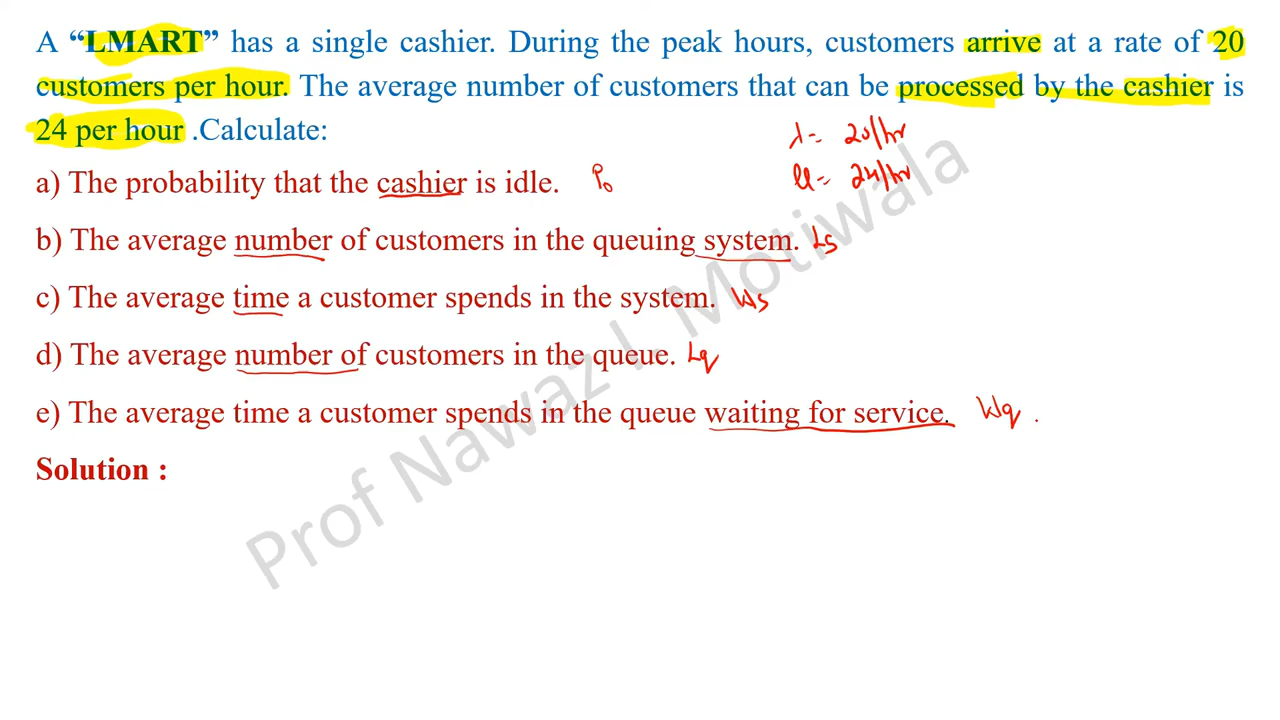 A “LMART” has a single cashier. During the peak hours, customers arrive at a rate of 20
customers per hour. The average number of customers that can be processed by the cashier is
24 per hour .Calculate:
λ= 20/hr
a) The probability that the cashier is idle. P₀
μ= 24/hr
b) The average number of customers in the queuing system. Ls
c) The average time a customer spends in the system. Ws
d) The average number of customers in the queue. Lq
e) The average time a customer spends in the queue waiting for service. Wq .
Solution :
Prof Nawaz I. Motiwala